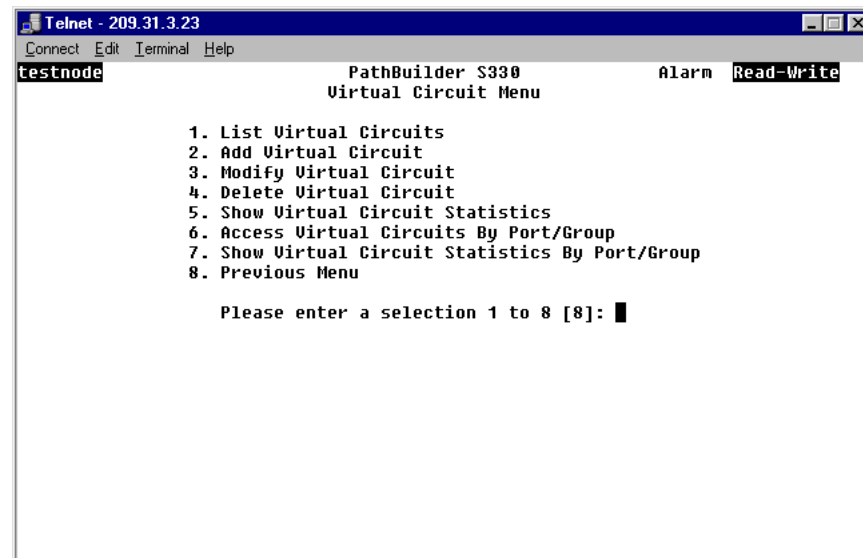 Telnet - 209.31.3.23
Connect Edit Terminal Help
testnode PathBuilder S330 Alarm Read-Write
Virtual Circuit Menu
1. List Virtual Circuits
2. Add Virtual Circuit
3. Modify Virtual Circuit
4. Delete Virtual Circuit
5. Show Virtual Circuit Statistics
6. Access Virtual Circuits By Port/Group
7. Show Virtual Circuit Statistics By Port/Group
8. Previous Menu
Please enter a selection 1 to 8 [8]: